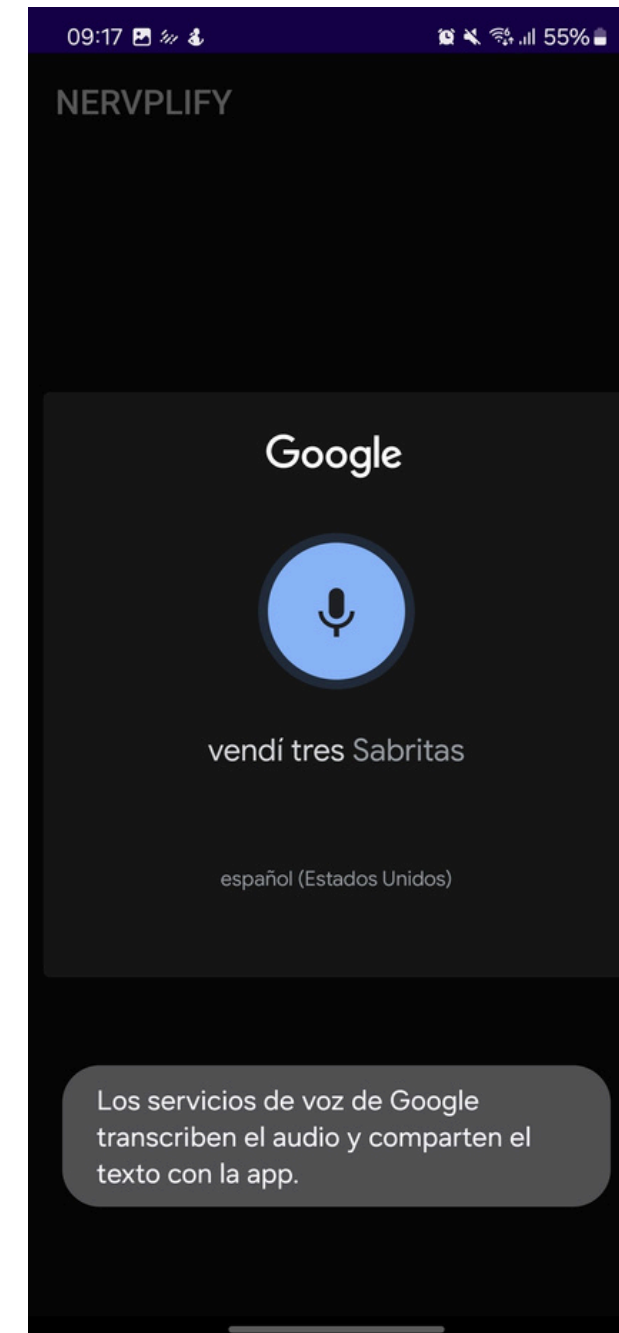 09:17 55%
NERVPLIFY
Google
vendí tres Sabritas
español (Estados Unidos)
Los servicios de voz de Google
transcriben el audio y comparten el
texto con la app.